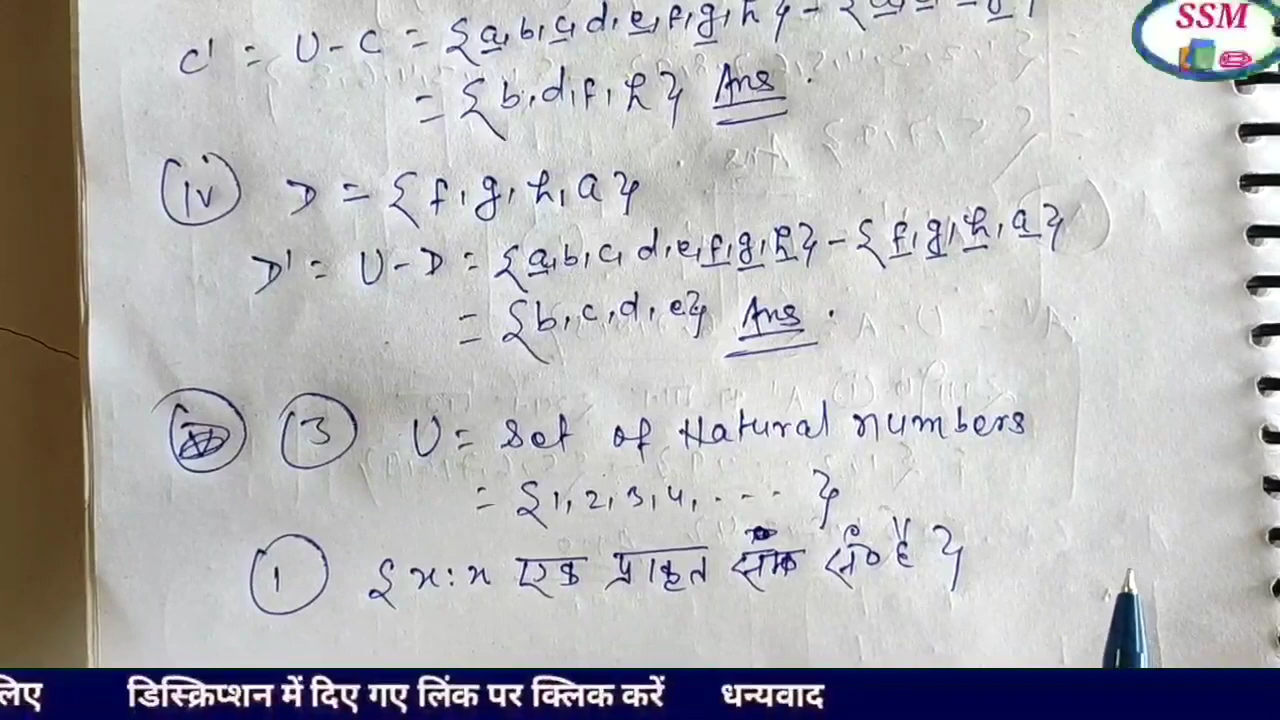 SSM
C' = U - C = {a, b, c, d, e, f, g, h} - {
= {b, d, f, h} Ans.
(iv) D = {f, g, h, a}
D' = U - D = {a, b, c, d, e, f, g, h} - {f, g, h, a}
= {b, c, d, e} Ans.
(3) U = Set of Natural numbers
= {1, 2, 3, 4, .... }
(1) {x : x एक प्राकृत सं० है}
लिए डिस्क्रिप्शन में दिए गए लिंक पर क्लिक करें धन्यवाद